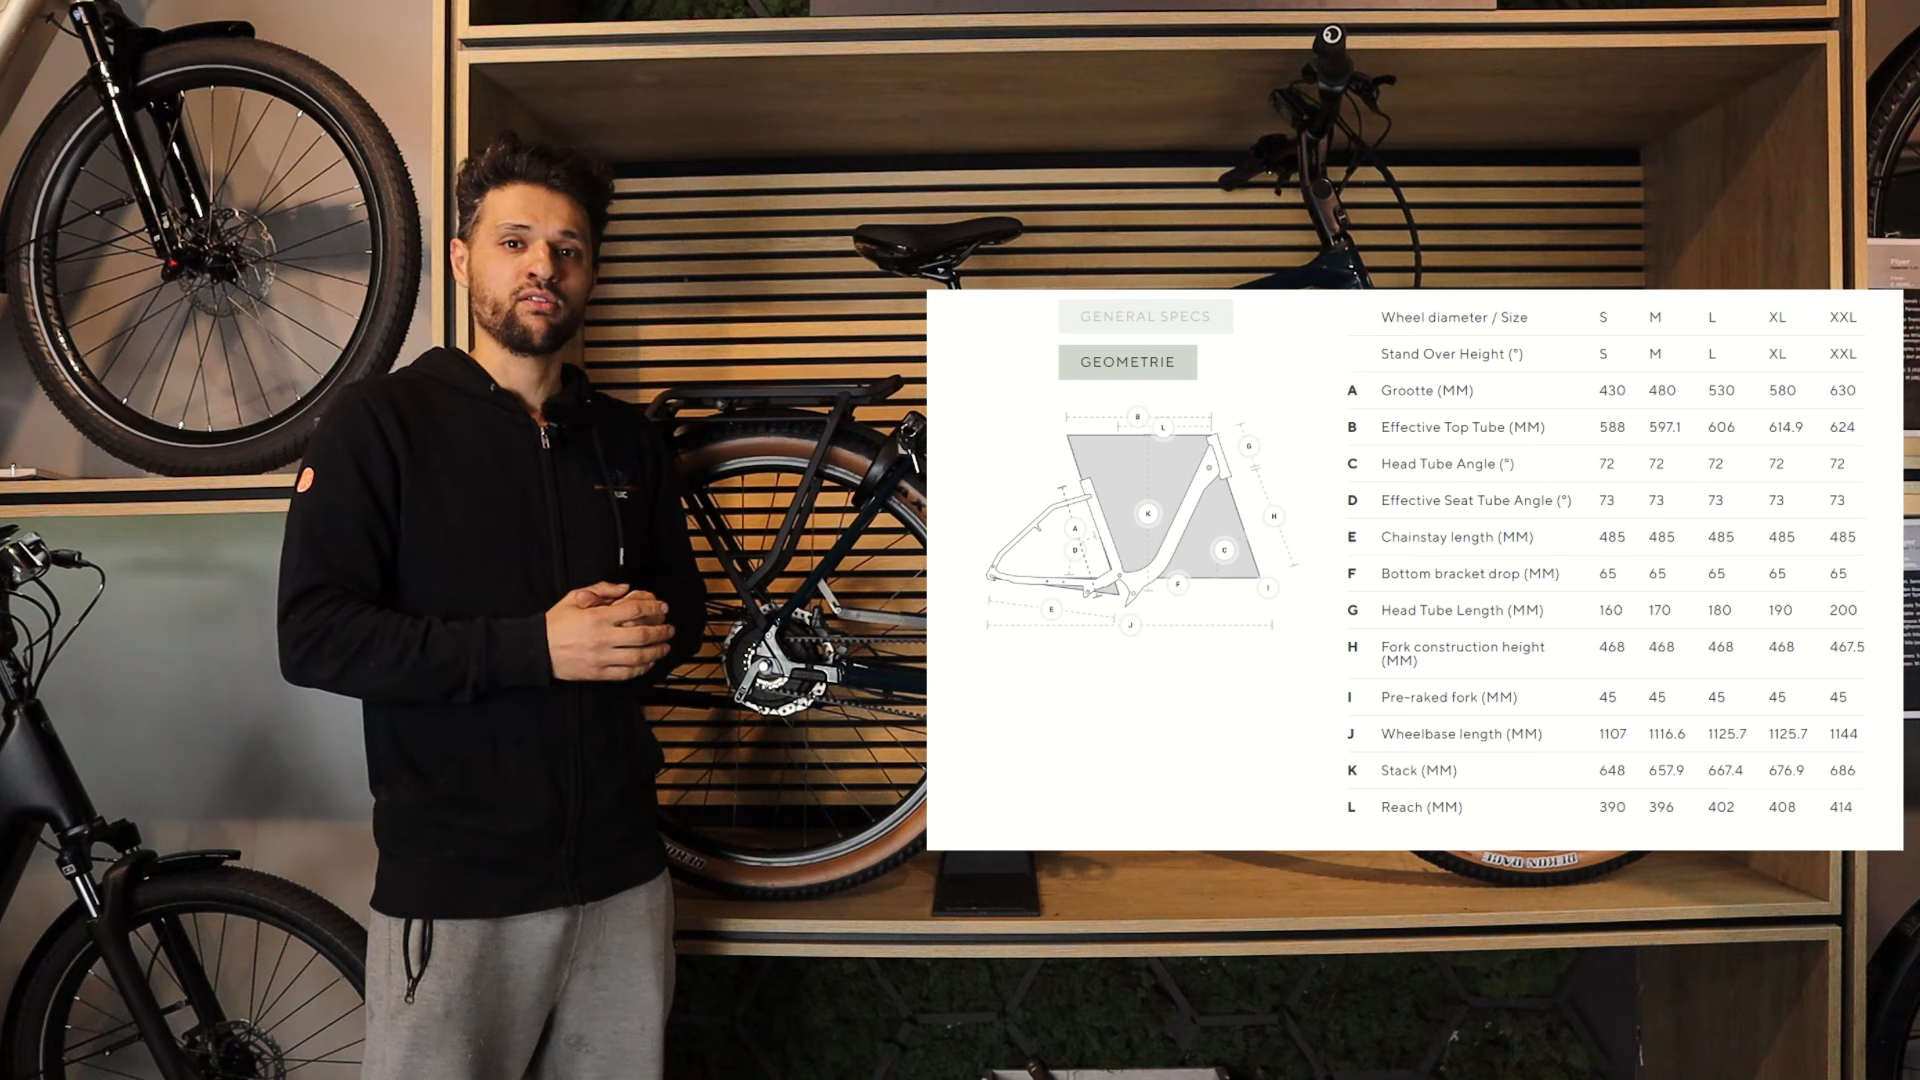 GENERAL SPECS
GEOMETRIE
B
L
G
K
H
A
D
C
F
I
E
J
Wheel diameter / Size S M L XL XXL
Stand Over Height (°) S M L XL XXL
A Grootte (MM) 430 480 530 580 630
B Effective Top Tube (MM) 588 597.1 606 614.9 624
C Head Tube Angle (°) 72 72 72 72 72
D Effective Seat Tube Angle (°) 73 73 73 73 73
E Chainstay length (MM) 485 485 485 485 485
F Bottom bracket drop (MM) 65 65 65 65 65
G Head Tube Length (MM) 160 170 180 190 200
H Fork construction height (MM) 468 468 468 468 467.5
I Pre-raked fork (MM) 45 45 45 45 45
J Wheelbase length (MM) 1107 1116.6 1125.7 1125.7 1144
K Stack (MM) 648 657.9 667.4 676.9 686
L Reach (MM) 390 396 402 408 414
Flyer
REKON RACE
REKON RACE